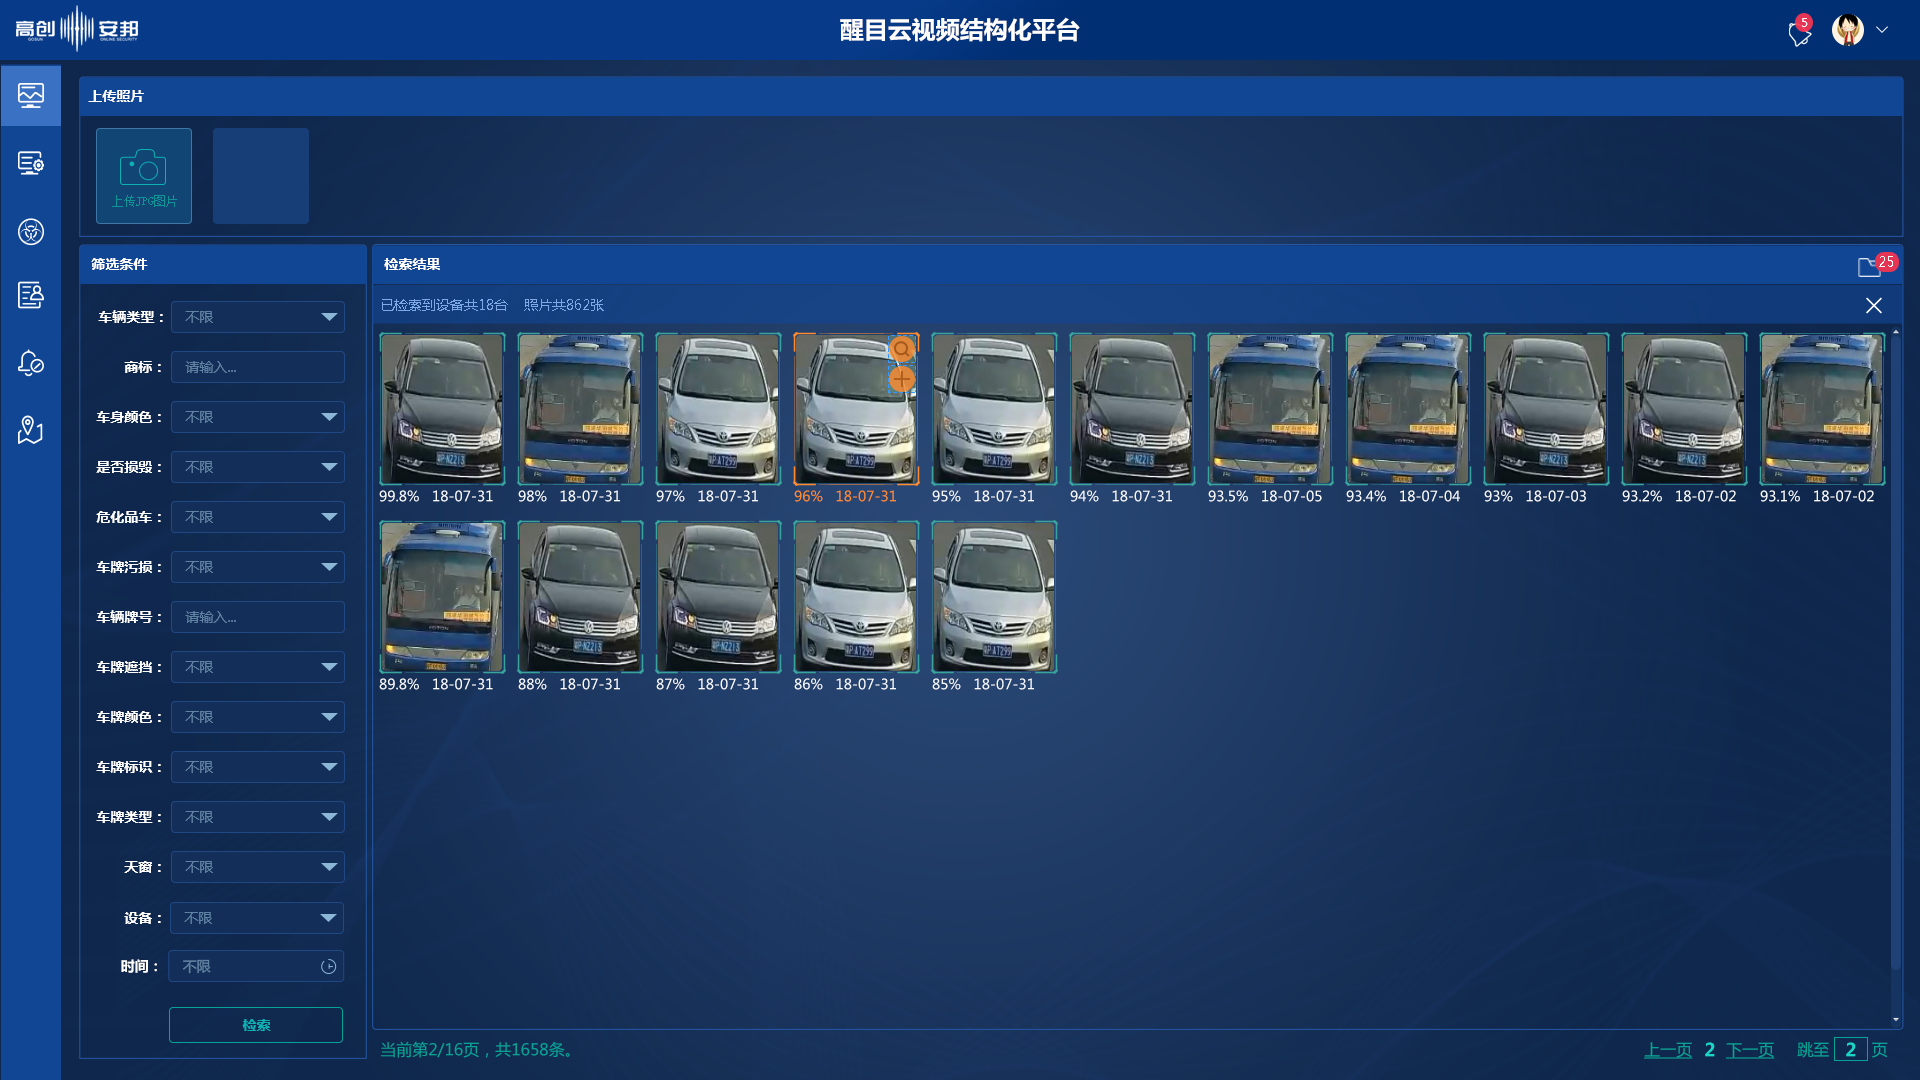 高创 安邦
GOSUN ONLINE SECURITY
醒目云视频结构化平台
5
上传照片
上传JPG图片
筛选条件
检索结果
25
已检索到设备共18台 照片共862张
车辆类型： 不限
商标： 请输入...
车身颜色： 不限
是否损毁： 不限
危化品车： 不限
车牌污损： 不限
车辆牌号： 请输入...
车牌遮挡： 不限
车牌颜色： 不限
车牌标识： 不限
车牌类型： 不限
天窗： 不限
设备： 不限
时间： 不限
检索
99.8% 18-07-31
98% 18-07-31
97% 18-07-31
96% 18-07-31
95% 18-07-31
94% 18-07-31
93.5% 18-07-05
93.4% 18-07-04
93% 18-07-03
93.2% 18-07-02
93.1% 18-07-02
89.8% 18-07-31
88% 18-07-31
87% 18-07-31
86% 18-07-31
85% 18-07-31
当前第2/16页，共1658条。
上一页 2 下一页 跳至 2 页